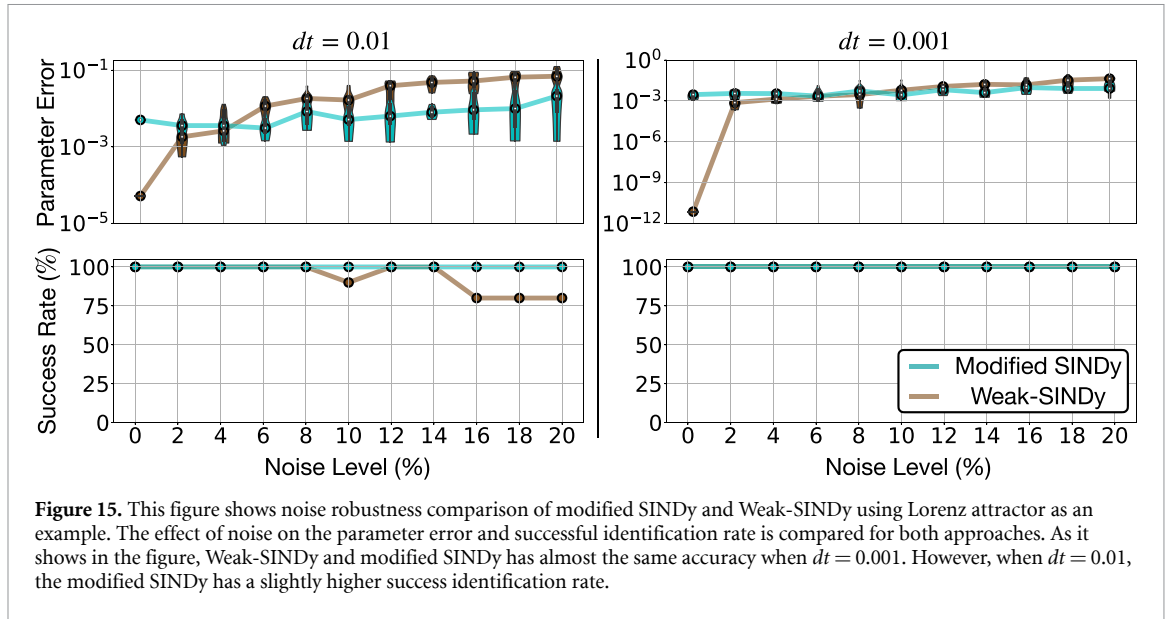 dt = 0.01
dt = 0.001
Parameter Error
10⁻¹
10⁻³
10⁻⁵
10⁰
10⁻³
10⁻⁶
10⁻⁹
10⁻¹²
Success Rate (%)
100
75
50
25
0
0 2 4 6 8 10 12 14 16 18 20
Noise Level (%)
100
75
50
25
0
0 2 4 6 8 10 12 14 16 18 20
Noise Level (%)
Modified SINDy
Weak-SINDy
Figure 15. This figure shows noise robustness comparison of modified SINDy and Weak-SINDy using Lorenz attractor as an
example. The effect of noise on the parameter error and successful identification rate is compared for both approaches. As it
shows in the figure, Weak-SINDy and modified SINDy has almost the same accuracy when dt = 0.001. However, when dt = 0.01,
the modified SINDy has a slightly higher success identification rate.